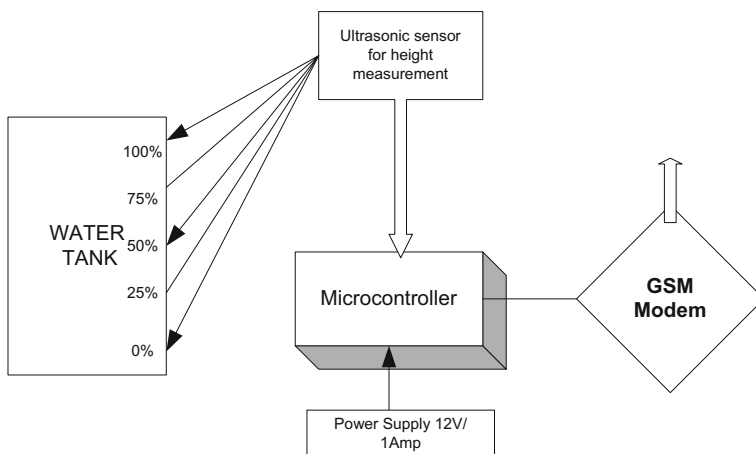 Ultrasonic sensor
for height
measurement
100%
75%
WATER
TANK
50%
25%
0%
Microcontroller
GSM
Modem
Power Supply 12V/
1Amp